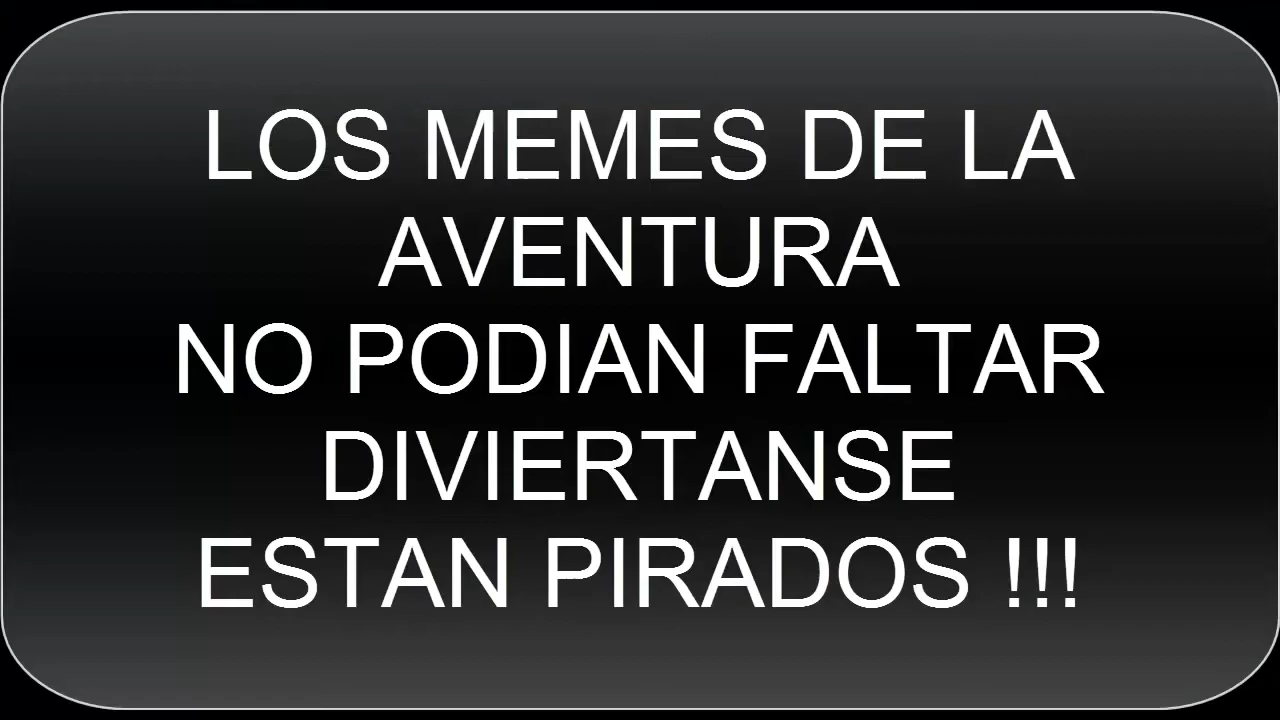 LOS MEMES DE LA
AVENTURA
NO PODIAN FALTAR
DIVIERTANSE
ESTAN PIRADOS !!!